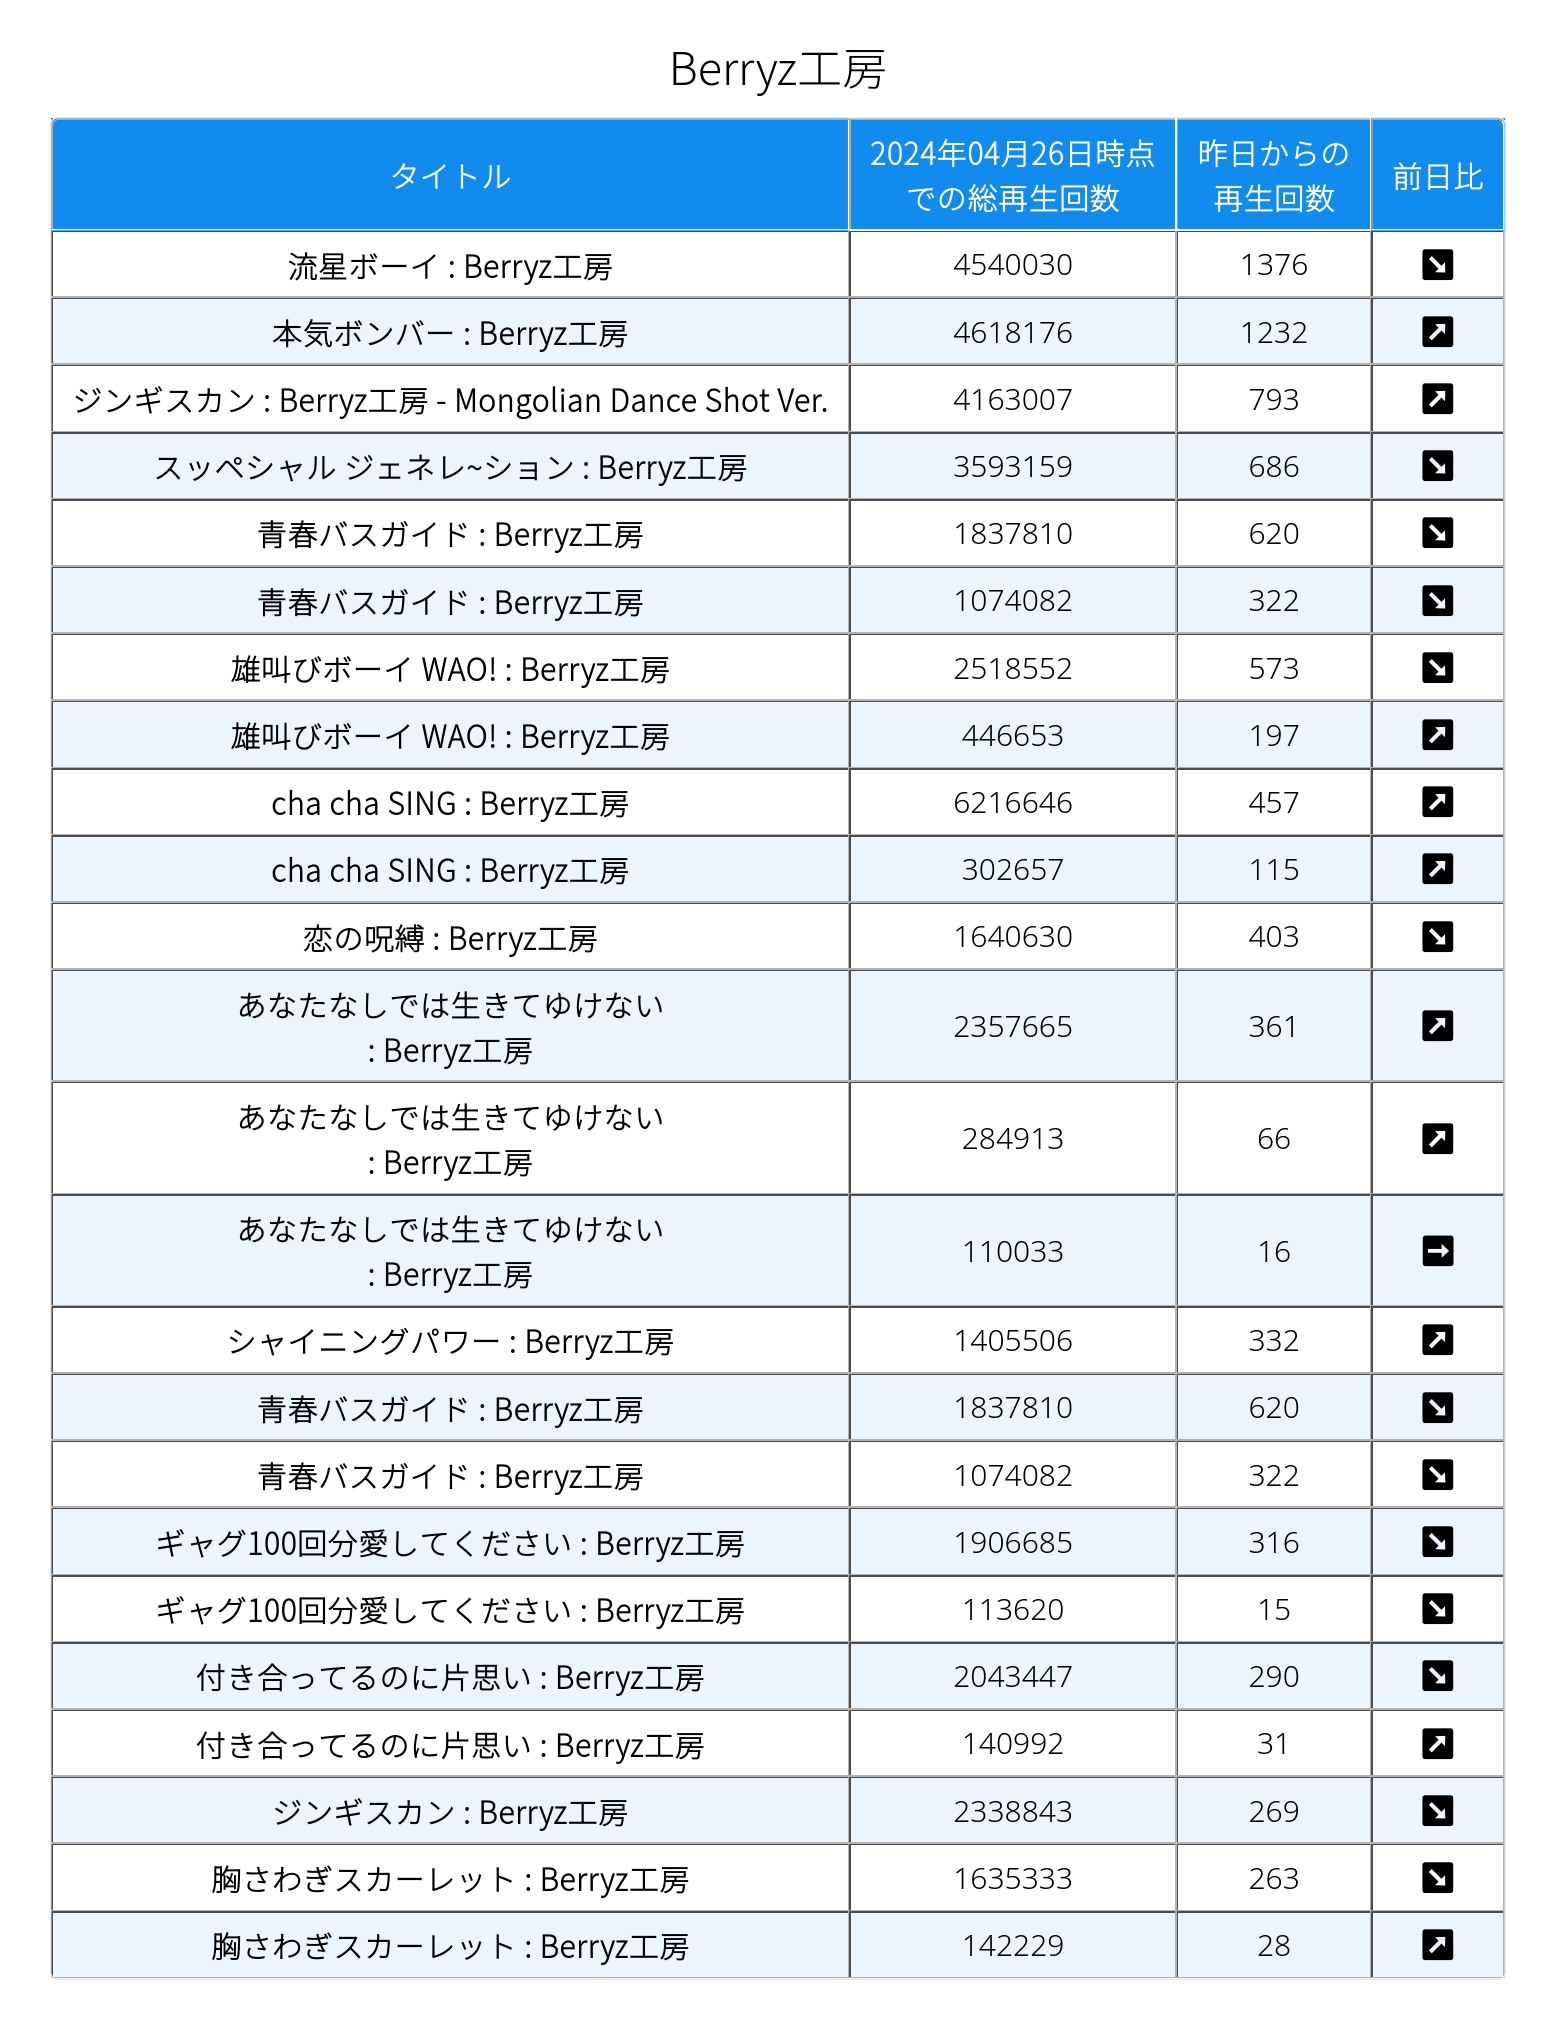 Berryz工房
タイトル 2024年04月26日時点での総再生回数 昨日からの再生回数 前日比
流星ボーイ : Berryz工房 4540030 1376 ↘
本気ボンバー : Berryz工房 4618176 1232 ↗
ジンギスカン : Berryz工房 - Mongolian Dance Shot Ver. 4163007 793 ↗
スッペシャル ジェネレ~ション : Berryz工房 3593159 686 ↘
青春バスガイド : Berryz工房 1837810 620 ↘
青春バスガイド : Berryz工房 1074082 322 ↘
雄叫びボーイ WAO! : Berryz工房 2518552 573 ↘
雄叫びボーイ WAO! : Berryz工房 446653 197 ↗
cha cha SING : Berryz工房 6216646 457 ↗
cha cha SING : Berryz工房 302657 115 ↗
恋の呪縛 : Berryz工房 1640630 403 ↘
あなたなしでは生きてゆけない
: Berryz工房 2357665 361 ↗
あなたなしでは生きてゆけない
: Berryz工房 284913 66 ↗
あなたなしでは生きてゆけない
: Berryz工房 110033 16 →
シャイニングパワー : Berryz工房 1405506 332 ↗
青春バスガイド : Berryz工房 1837810 620 ↘
青春バスガイド : Berryz工房 1074082 322 ↘
ギャグ100回分愛してください : Berryz工房 1906685 316 ↘
ギャグ100回分愛してください : Berryz工房 113620 15 ↘
付き合ってるのに片思い : Berryz工房 2043447 290 ↘
付き合ってるのに片思い : Berryz工房 140992 31 ↗
ジンギスカン : Berryz工房 2338843 269 ↘
胸さわぎスカーレット : Berryz工房 1635333 263 ↘
胸さわぎスカーレット : Berryz工房 142229 28 ↗